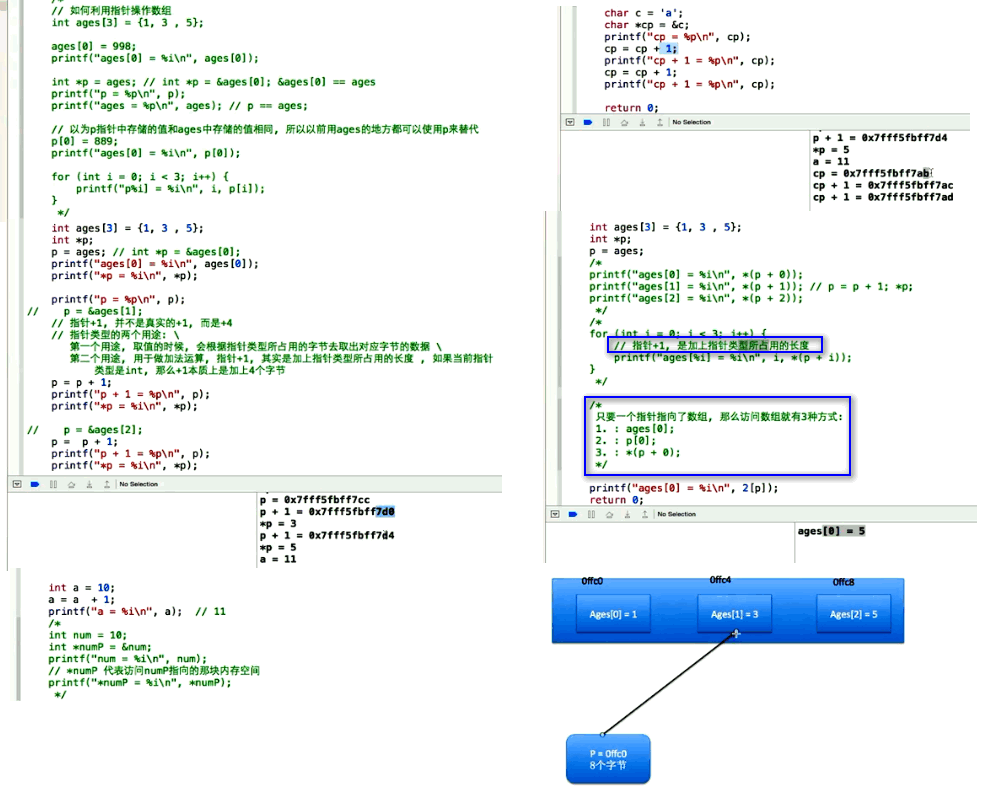 /*
// 如何利用指针操作数组
int ages[3] = {1, 3 , 5};
ages[0] = 998;
printf("ages[0] = %i\n", ages[0]);
int *p = ages; // int *p = &ages[0]; &ages[0] == ages
printf("p = %p\n", p);
printf("ages = %p\n", ages); // p == ages;
// 以为p指针中存储的值和ages中存储的值相同, 所以以前用ages的地方都可以使用p来替代
p[0] = 889;
printf("ages[0] = %i\n", p[0]);
for (int i = 0; i < 3; i++) {
printf("p%i] = %i\n", i, p[i]);
}
*/
int ages[3] = {1, 3 , 5};
int *p;
p = ages; // int *p = &ages[0];
printf("ages[0] = %i\n", ages[0]);
printf("*p = %i\n", *p);
printf("p = %p\n", p);
// p = &ages[1];
// 指针+1, 并不是真实的+1, 而是+4
// 指针类型的两个用途: \
第一个用途, 取值的时候, 会根据指针类型所占用的字节去取出对应字节的数据 \
第二个用途, 用于做加法运算, 指针+1, 其实是加上指针类型所占用的长度 , 如果当前指针
类型是int, 那么+1本质上是加上4个字节
p = p + 1;
printf("p + 1 = %p\n", p);
printf("*p = %i\n", *p);
// p = &ages[2];
p = p + 1;
printf("p + 1 = %p\n", p);
printf("*p = %i\n", *p);
No Selection
p = 0x7fff5fbff7cc
p + 1 = 0x7fff5fbff7d0
*p = 3
p + 1 = 0x7fff5fbff7d4
*p = 5
a = 11
int a = 10;
a = a + 1;
printf("a = %i\n", a); // 11
/*
int num = 10;
int *numP = &num;
printf("num = %i\n", num);
// *numP 代表访问numP指向的那块内存空间
printf("*numP = %i\n", *numP);
*/
char c = 'a';
char *cp = &c;
printf("cp = %p\n", cp);
cp = cp + 1;
printf("cp + 1 = %p\n", cp);
cp = cp + 1;
printf("cp + 1 = %p\n", cp);
return 0;
No Selection
p + 1 = 0x7fff5fbff7d4
*p = 5
a = 11
cp = 0x7fff5fbff7ab
cp + 1 = 0x7fff5fbff7ac
cp + 1 = 0x7fff5fbff7ad
int ages[3] = {1, 3 , 5};
int *p;
p = ages;
/*
printf("ages[0] = %i\n", *(p + 0));
printf("ages[1] = %i\n", *(p + 1)); // p = p + 1; *p;
printf("ages[2] = %i\n", *(p + 2));
*/
/*
for (int i = 0; i < 3; i++) {
// 指针+1, 是加上指针类型所占用的长度
printf("ages[%i] = %i\n", i, *(p + i));
}
*/
/*
只要一个指针指向了数组, 那么访问数组就有3种方式:
1. : ages[0];
2. : p[0];
3. : *(p + 0);
*/
printf("ages[0] = %i\n", 2[p]);
return 0;
No Selection
ages[0] = 5
0ffc0 0ffc4 0ffc8
Ages[0] = 1 Ages[1] = 3 Ages[2] = 5
P = 0ffc0
8个字节